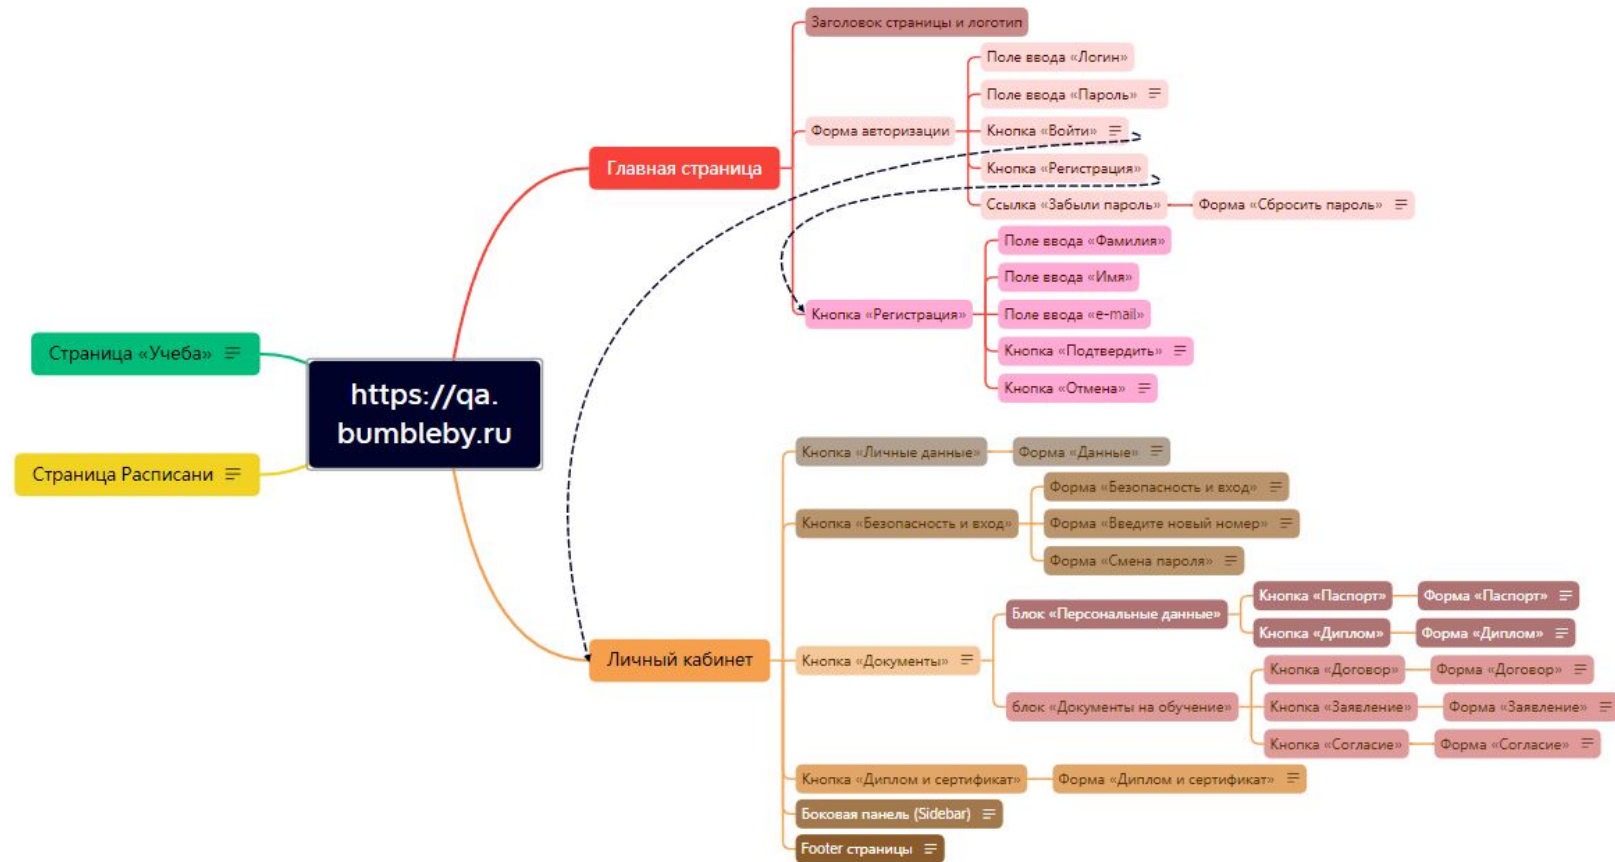 Заголовок страницы и логотип
Поле ввода «Логин»
Поле ввода «Пароль»
Форма авторизации
Кнопка «Войти»
Главная страница
Кнопка «Регистрация»
Ссылка «Забыли пароль»
Форма «Сбросить пароль»
Поле ввода «Фамилия»
Поле ввода «Имя»
Кнопка «Регистрация»
Поле ввода «e-mail»
Кнопка «Подтвердить»
Кнопка «Отмена»
Страница «Учеба»
https://qa.
bumbleby.ru
Страница Расписани
Кнопка «Личные данные»
Форма «Данные»
Форма «Безопасность и вход»
Кнопка «Безопасность и вход»
Форма «Введите новый номер»
Форма «Смена пароля»
Личный кабинет
Кнопка «Документы»
Блок «Персональные данные»
Кнопка «Паспорт»
Форма «Паспорт»
Кнопка «Диплом»
Форма «Диплом»
блок «Документы на обучение»
Кнопка «Договор»
Форма «Договор»
Кнопка «Заявление»
Форма «Заявление»
Кнопка «Согласие»
Форма «Согласие»
Кнопка «Диплом и сертификат»
Форма «Диплом и сертификат»
Боковая панель (Sidebar)
Footer страницы